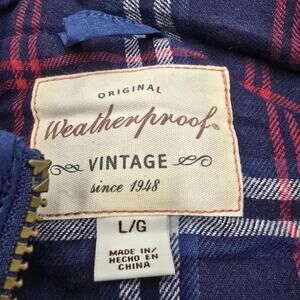 ORIGINAL
Weatherproof®
VINTAGE
since 1948
L/G
MADE IN/
HECHO EN
CHINA